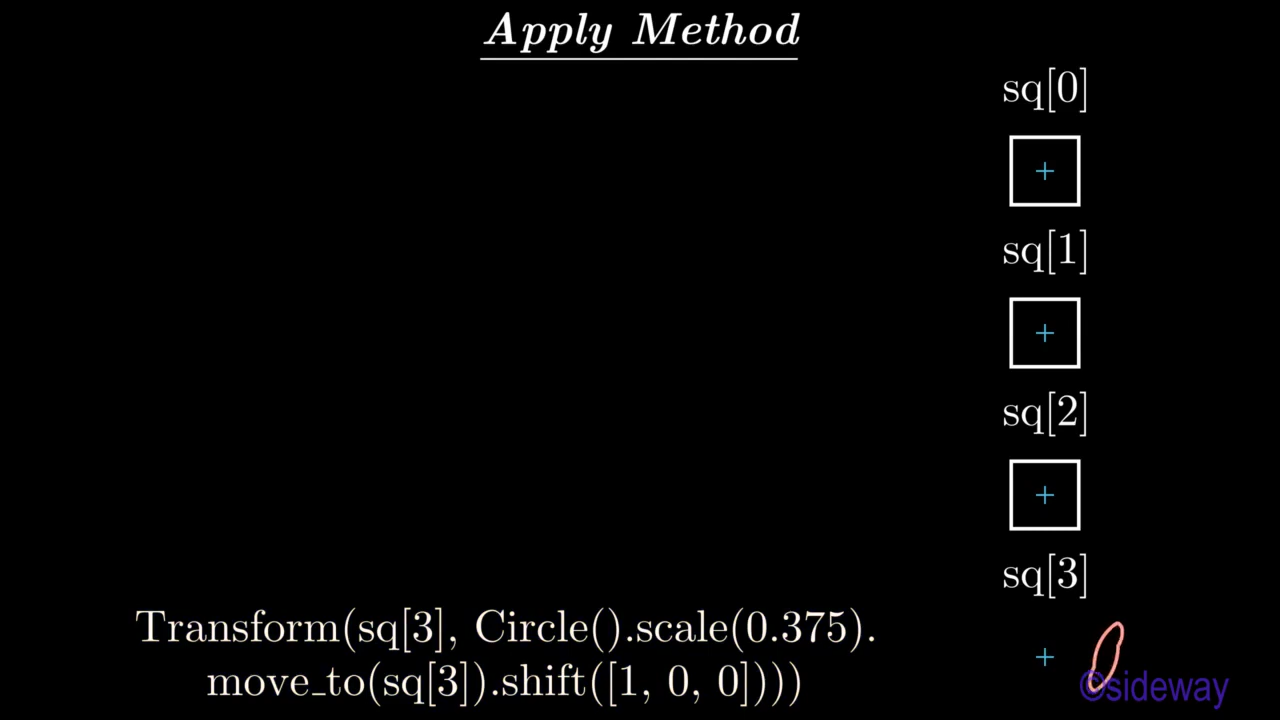 Apply Method
sq[0]
sq[1]
sq[2]
sq[3]
Transform(sq[3], Circle().scale(0.375).
move_to(sq[3]).shift([1, 0, 0])))
©sideway